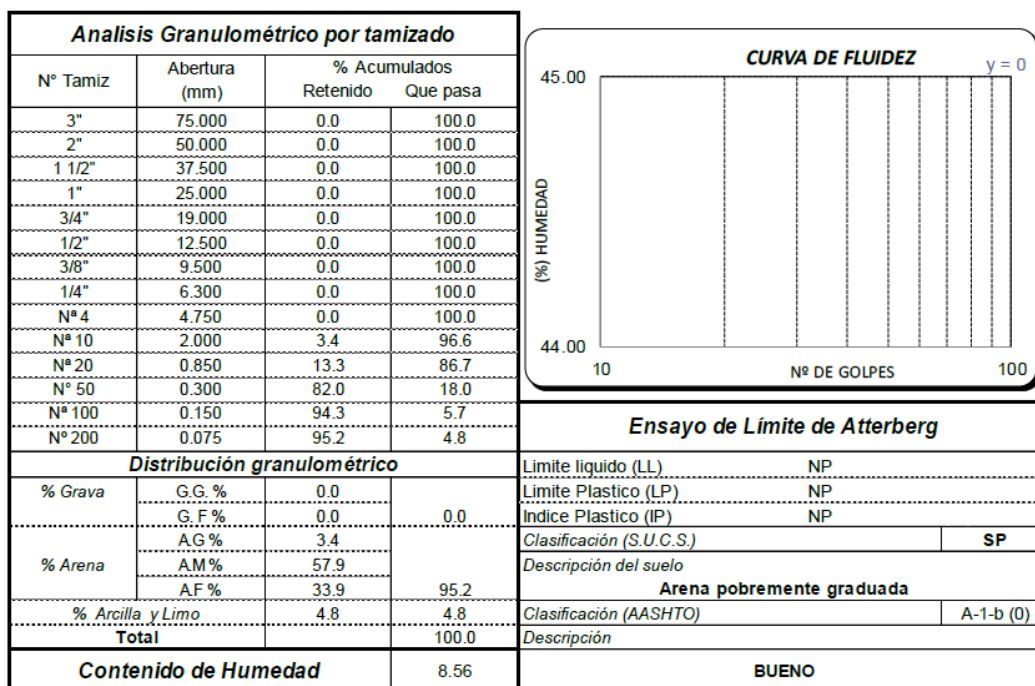 Analisis Granulométrico por tamizado
N° Tamiz Abertura (mm) % Acumulados
Retenido Que pasa
3" 75.000 0.0 100.0
2" 50.000 0.0 100.0
1 1/2" 37.500 0.0 100.0
1" 25.000 0.0 100.0
3/4" 19.000 0.0 100.0
1/2" 12.500 0.0 100.0
3/8" 9.500 0.0 100.0
1/4" 6.300 0.0 100.0
Nª 4 4.750 0.0 100.0
Nª 10 2.000 3.4 96.6
Nª 20 0.850 13.3 86.7
N° 50 0.300 82.0 18.0
Nª 100 0.150 94.3 5.7
Nº 200 0.075 95.2 4.8
Distribución granulométrico
% Grava G.G. % 0.0
G. F % 0.0 0.0
A.G % 3.4
% Arena A.M % 57.9
A.F % 33.9 95.2
% Arcilla y Limo 4.8 4.8
Total 100.0
Contenido de Humedad 8.56
CURVA DE FLUIDEZ
y = 0
45.00
(%) HUMEDAD
44.00
10 Nº DE GOLPES 100
Ensayo de Límite de Atterberg
Limite liquido (LL) NP
Limite Plastico (LP) NP
Indice Plastico (IP) NP
Clasificación (S.U.C.S.) SP
Descripción del suelo
Arena pobremente graduada
Clasificación (AASHTO) A-1-b (0)
Descripción
BUENO